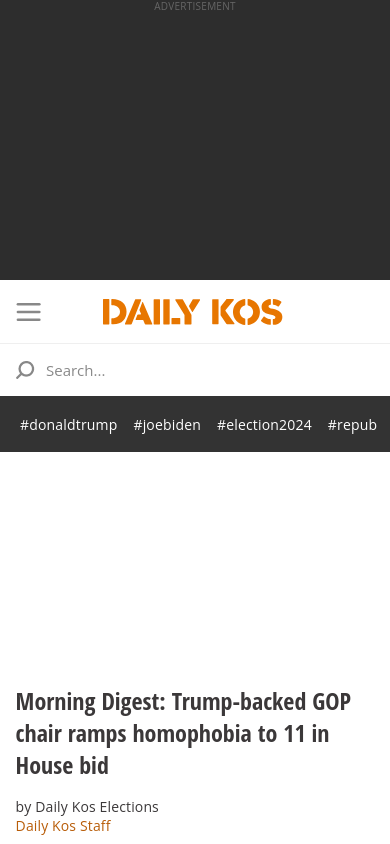 ADVERTISEMENT
DAILY KOS
Search...
#donaldtrump #joebiden #election2024 #repub
Morning Digest: Trump-backed GOP
chair ramps homophobia to 11 in
House bid
by Daily Kos Elections
Daily Kos Staff